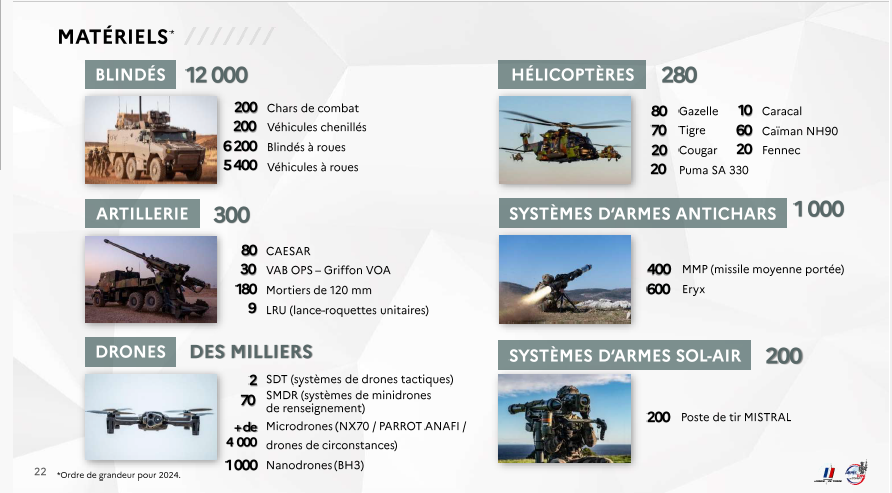 MATÉRIELS*
BLINDÉS 12 000
200 Chars de combat
200 Véhicules chenillés
6 200 Blindés à roues
5 400 Véhicules à roues
ARTILLERIE 300
80 CAESAR
30 VAB OPS – Griffon VOA
180 Mortiers de 120 mm
9 LRU (lance-roquettes unitaires)
DRONES DES MILLIERS
2 SDT (systèmes de drones tactiques)
70 SMDR (systèmes de minidrones
de renseignement)
+ de Microdrones (NX70 / PARROT ANAFI /
4 000 drones de circonstances)
1 000 Nanodrones (BH3)
HÉLICOPTÈRES 280
80 Gazelle 10 Caracal
70 Tigre 60 Caïman NH90
20 Cougar 20 Fennec
20 Puma SA 330
SYSTÈMES D'ARMES ANTICHARS 1 000
400 MMP (missile moyenne portée)
600 Eryx
SYSTÈMES D'ARMES SOL-AIR 200
200 Poste de tir MISTRAL
22 *Ordre de grandeur pour 2024.